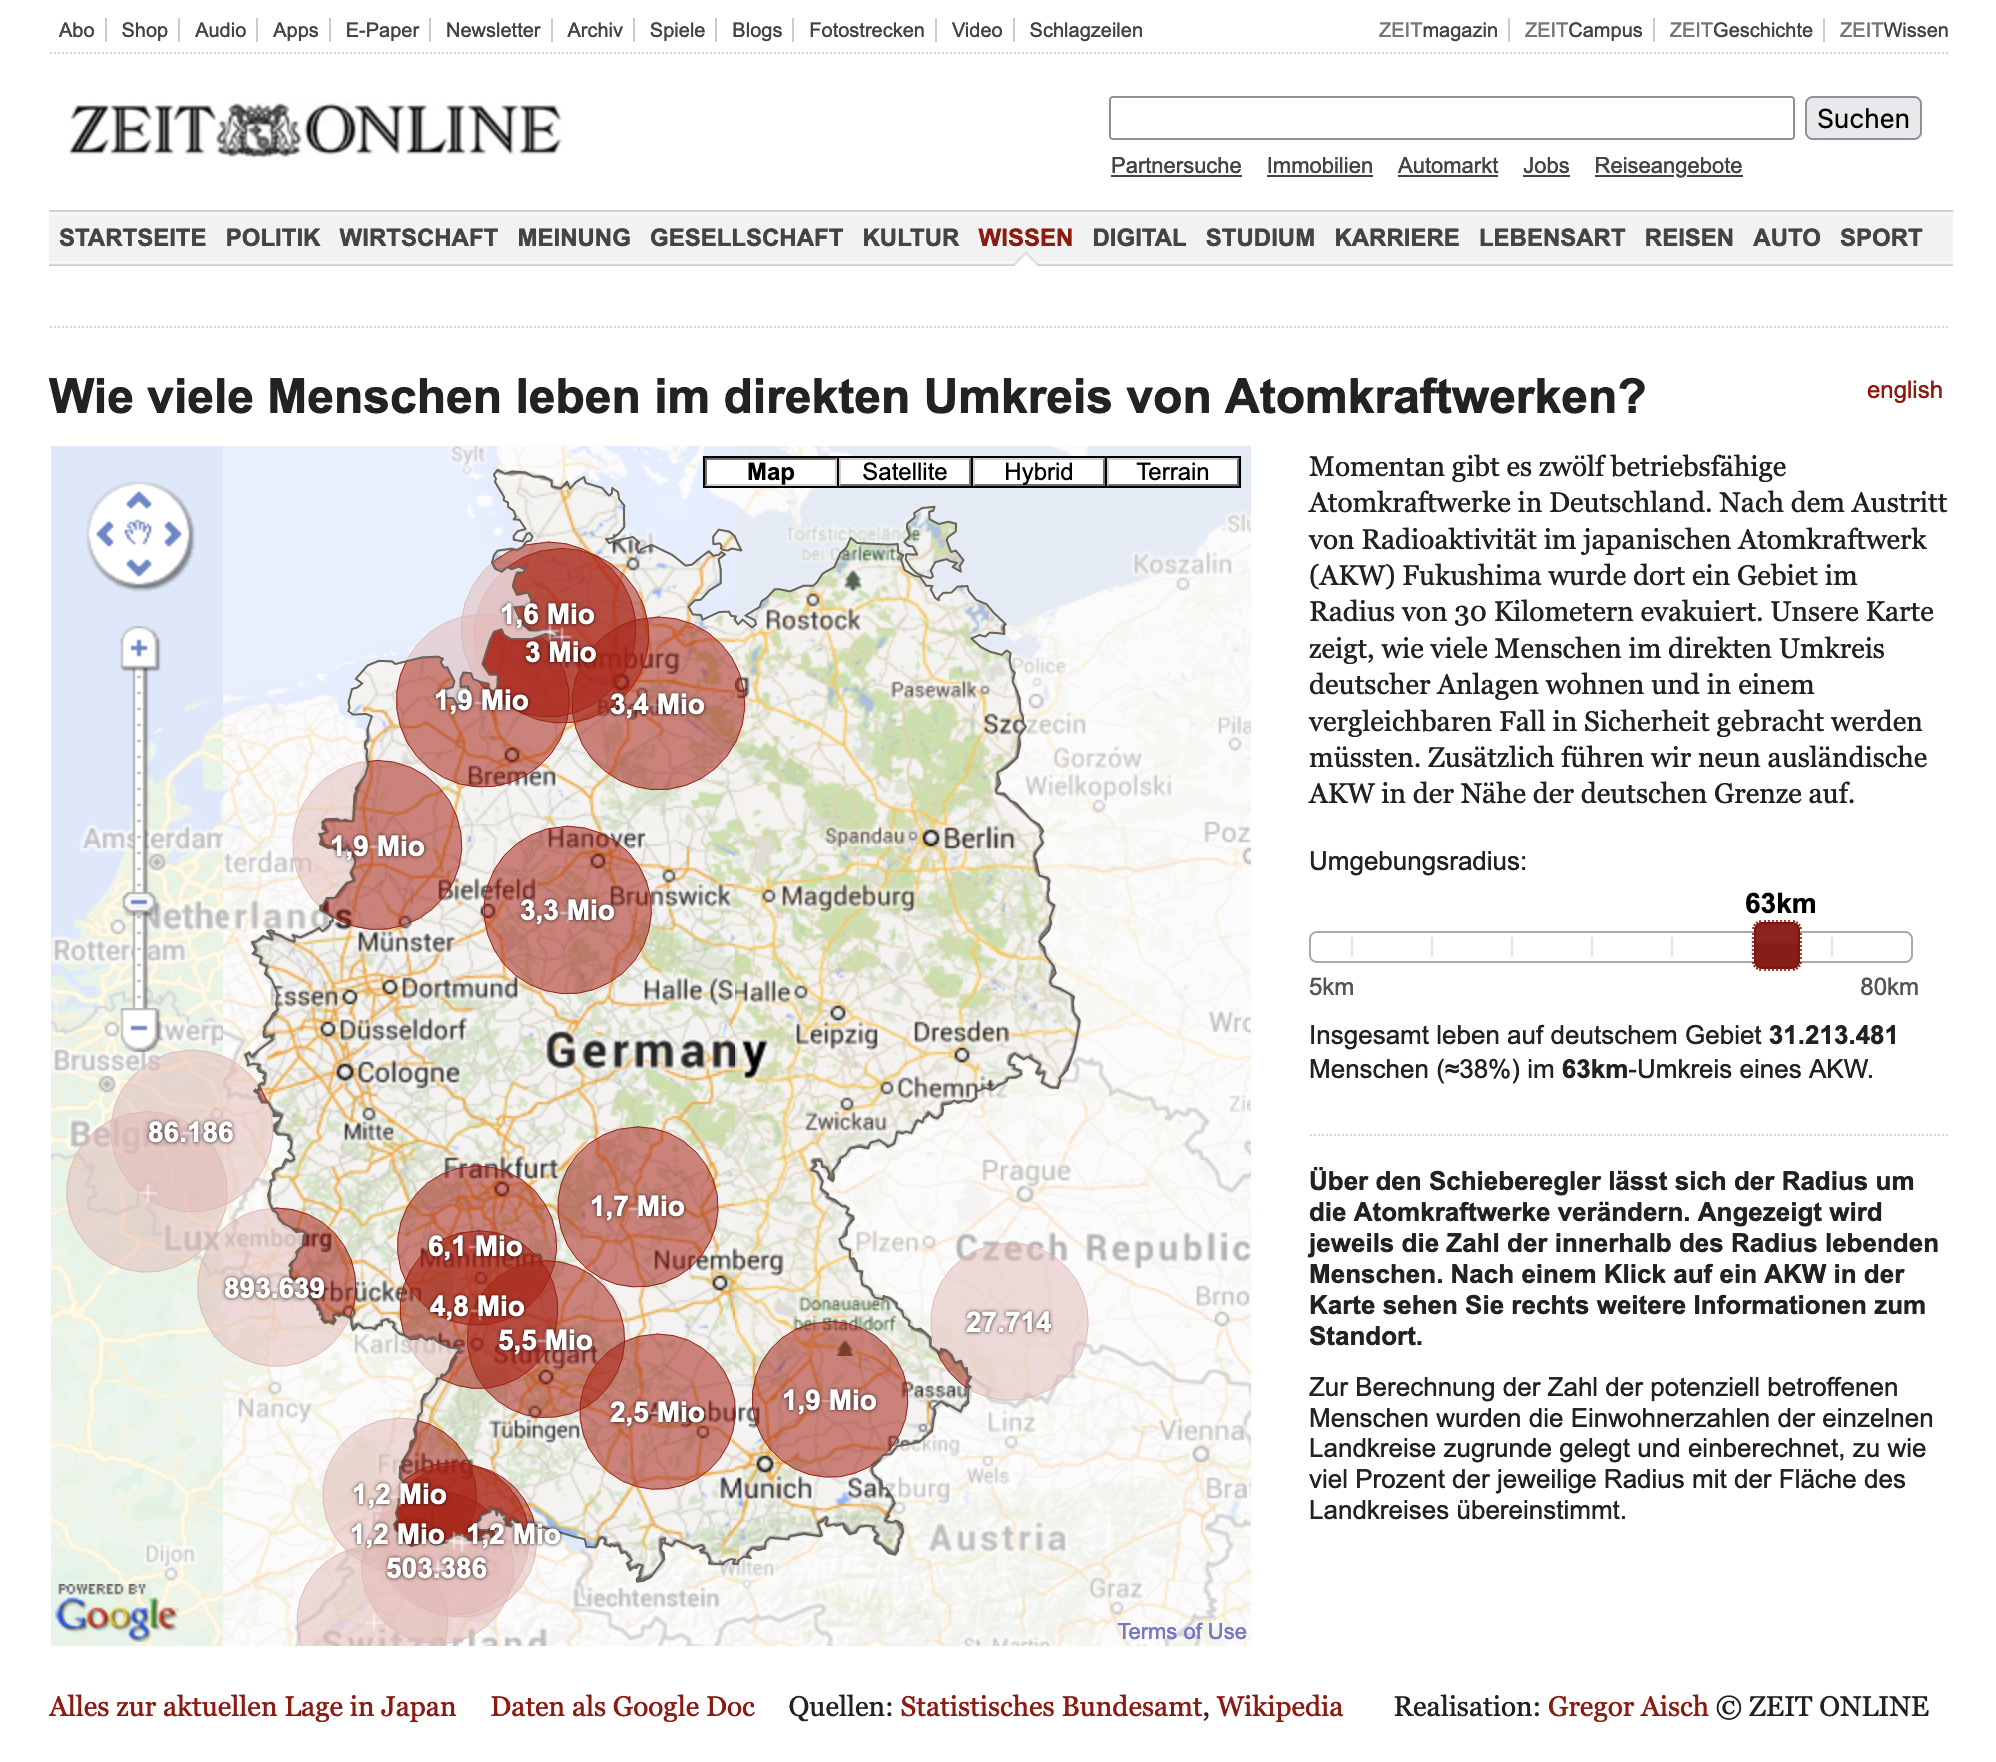 Abo Shop Audio Apps E-Paper Newsletter Archiv Spiele Blogs Fotostrecken Video Schlagzeilen ZEITmagazin ZEITCampus ZEITGeschichte ZEITWissen
ZEIT ONLINE
Suchen
Partnersuche Immobilien Automarkt Jobs Reiseangebote
STARTSEITE POLITIK WIRTSCHAFT MEINUNG GESELLSCHAFT KULTUR WISSEN DIGITAL STUDIUM KARRIERE LEBENSART REISEN AUTO SPORT
Wie viele Menschen leben im direkten Umkreis von Atomkraftwerken?
english
Map Satellite Hybrid Terrain
Sylt
Kiel
Koszalin
Rostock
1,6 Mio
3 Mio
1,9 Mio
3,4 Mio
Police
Pasewalk
Szczecin
Gorzów
Wielkopolski
Bremen
Amsterdam
terdam
1,9 Mio
Hanover
Spandau
Berlin
Poz
Bielefeld
Brunswick
Magdeburg
3,3 Mio
Netherlands
Rotterdam
Münster
Essen
Dortmund
Halle (S
Halle
Düsseldorf
Leipzig
Dresden
Germany
twerp
Brussels
Cologne
Chemnitz
Zwickau
Mitte
86.186
Frankfurt
Prague
1,7 Mio
Luxembourg
6,1 Mio
Mannheim
Nuremberg
Plzen
Czech Republic
893.639
brücken
4,8 Mio
Donauauen
bei Stadldorf
Brno
27.714
Karlsruhe
5,5 Mio
Stuttgart
Nancy
2,5 Mio
burg
1,9 Mio
Passau
Linz
Tübingen
Vienna
Pocking
Freiburg
Munich
Salzburg
Wels
1,2 Mio
1,2 Mio
1,2 Mio
Austria
503.386
Dijon
Wilten
Liechtenstein
Graz
POWERED BY
Google
Switzerland
St. Martin
Terms of Use
Momentan gibt es zwölf betriebsfähige
Atomkraftwerke in Deutschland. Nach dem Austritt
von Radioaktivität im japanischen Atomkraftwerk
(AKW) Fukushima wurde dort ein Gebiet im
Radius von 30 Kilometern evakuiert. Unsere Karte
zeigt, wie viele Menschen im direkten Umkreis
deutscher Anlagen wohnen und in einem
vergleichbaren Fall in Sicherheit gebracht werden
müssten. Zusätzlich führen wir neun ausländische
AKW in der Nähe der deutschen Grenze auf.
Umgebungsradius:
63km
5km 80km
Insgesamt leben auf deutschem Gebiet 31.213.481
Menschen (≈38%) im 63km-Umkreis eines AKW.
Über den Schieberegler lässt sich der Radius um
die Atomkraftwerke verändern. Angezeigt wird
jeweils die Zahl der innerhalb des Radius lebenden
Menschen. Nach einem Klick auf ein AKW in der
Karte sehen Sie rechts weitere Informationen zum
Standort.
Zur Berechnung der Zahl der potenziell betroffenen
Menschen wurden die Einwohnerzahlen der einzelnen
Landkreise zugrunde gelegt und einberechnet, zu wie
viel Prozent der jeweilige Radius mit der Fläche des
Landkreises übereinstimmt.
Alles zur aktuellen Lage in Japan Daten als Google Doc Quellen: Statistisches Bundesamt, Wikipedia Realisation: Gregor Aisch © ZEIT ONLINE